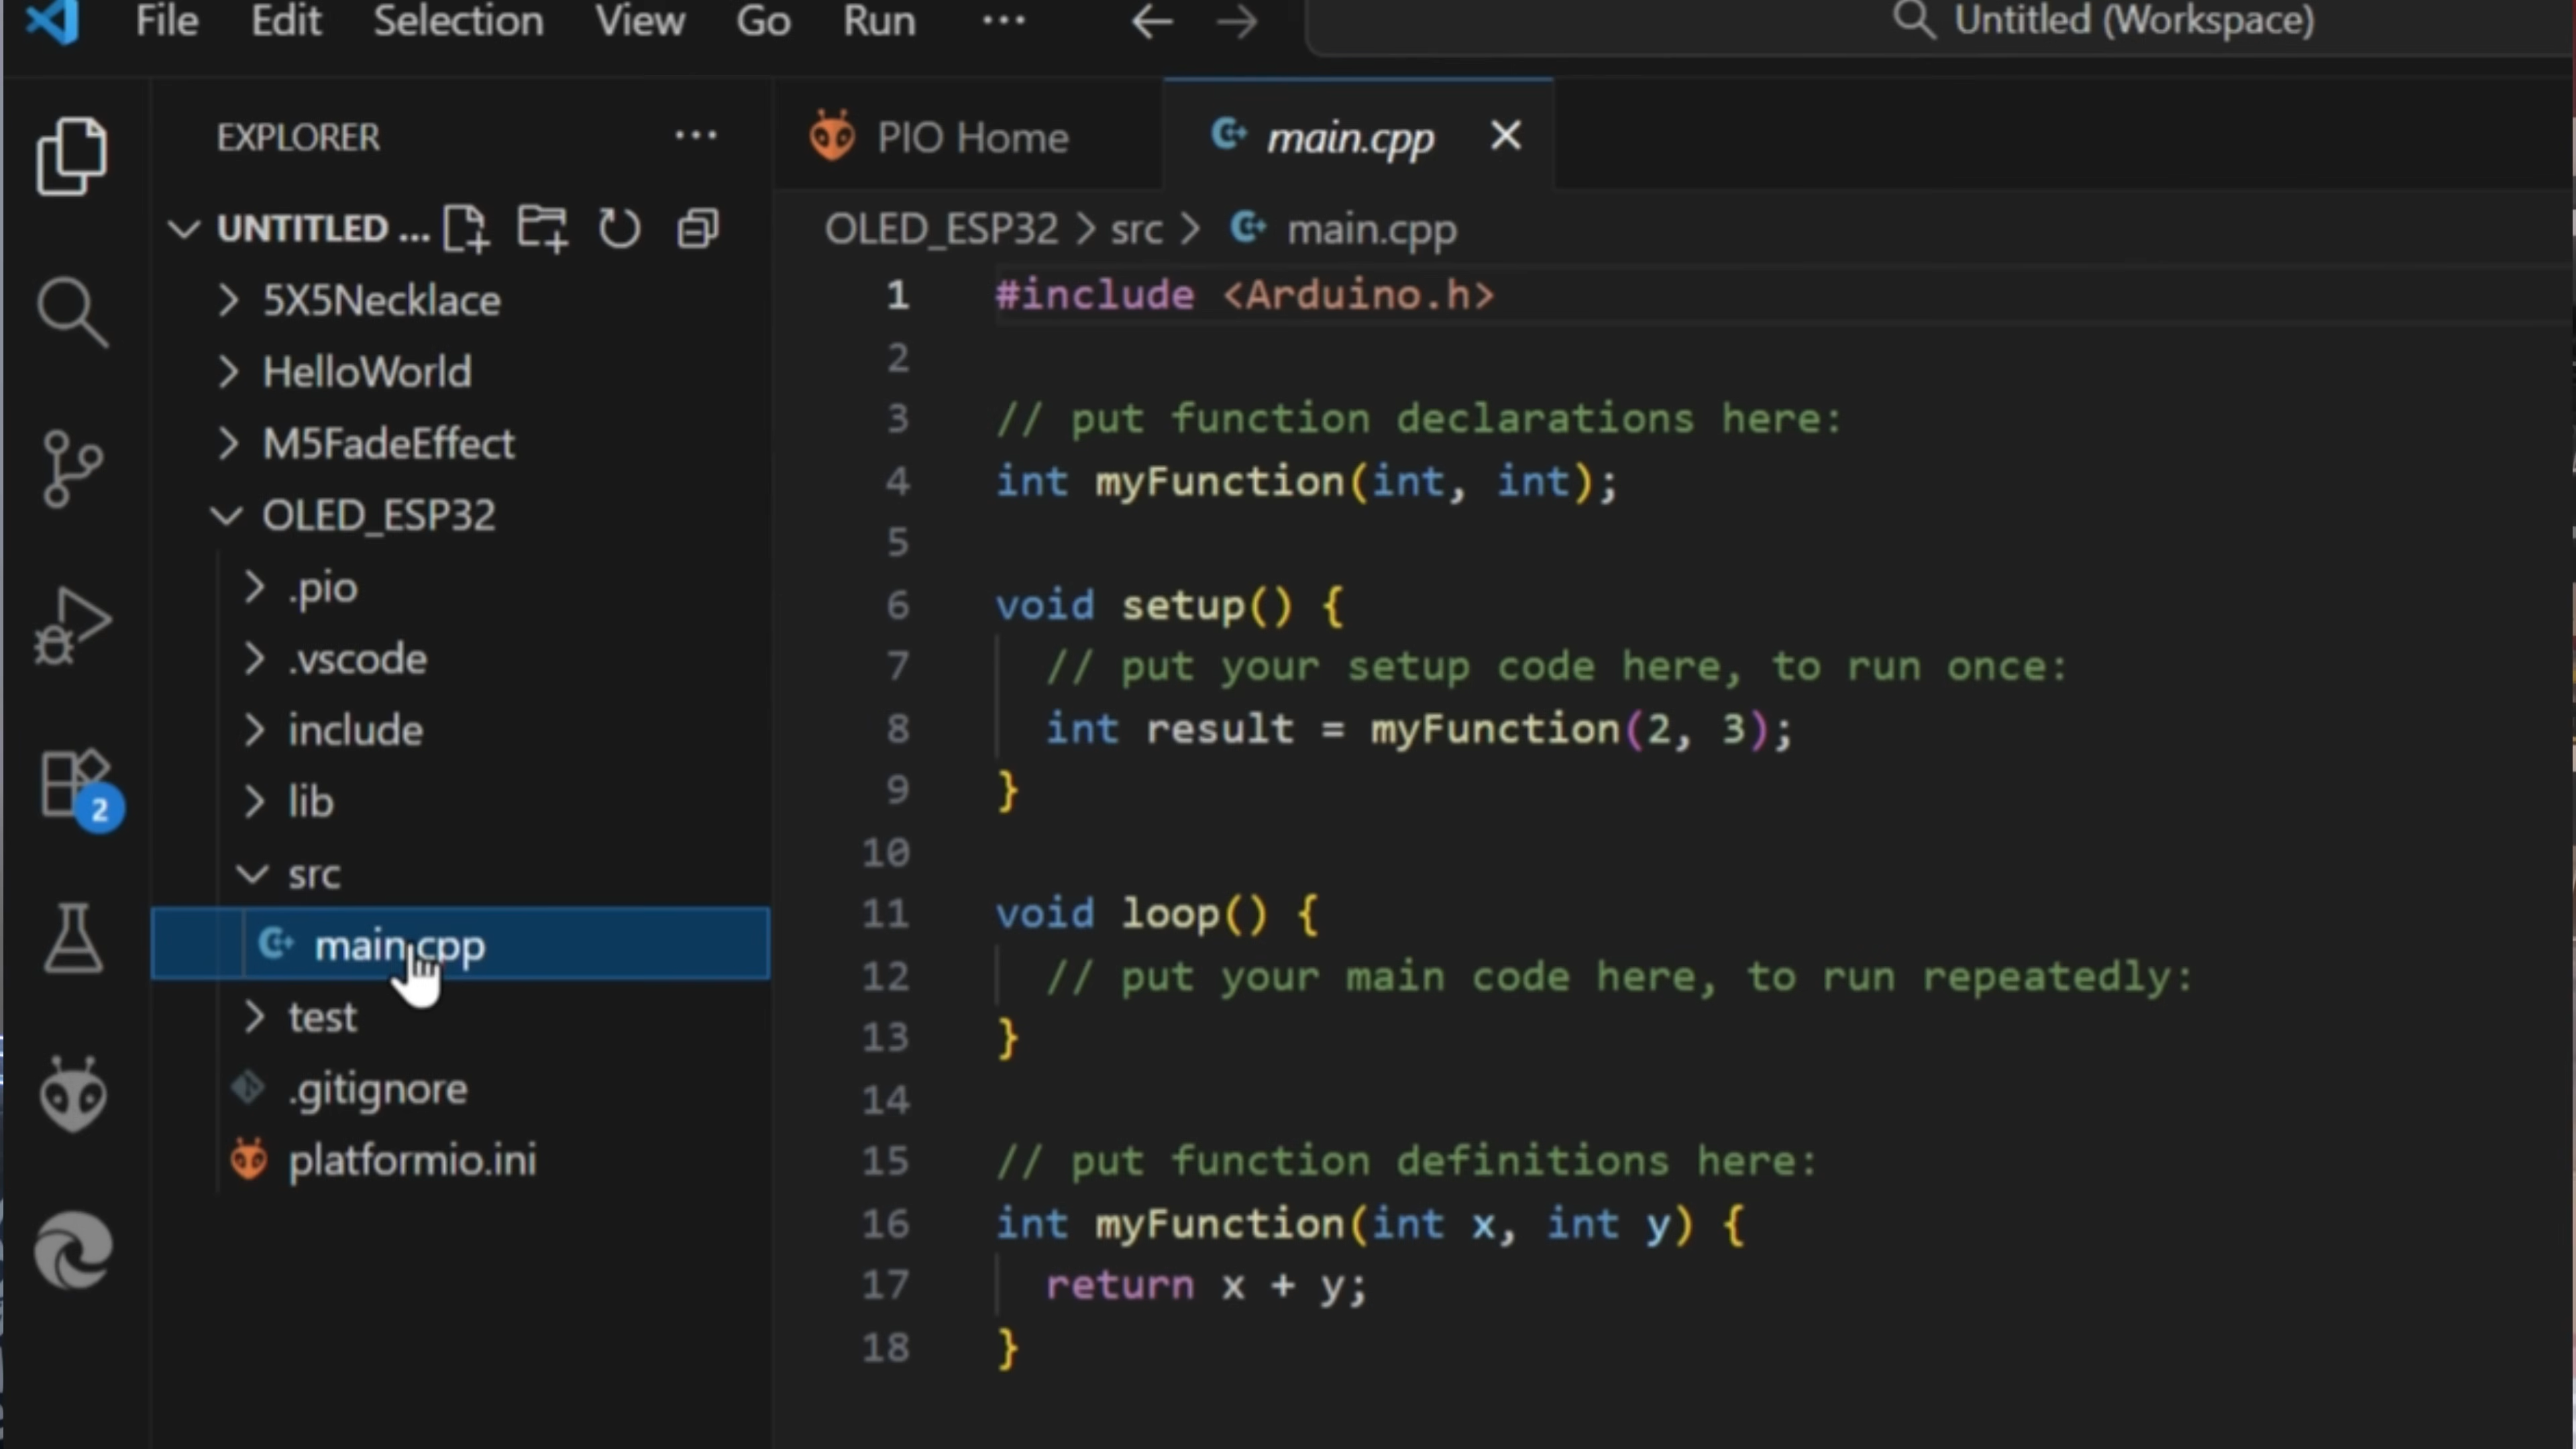 File Edit Selection View Go Run ··· Untitled (Workspace)
EXPLORER ···
UNTITLED ...
5X5Necklace
HelloWorld
M5FadeEffect
OLED_ESP32
.pio
.vscode
include
lib
src
main.cpp
test
.gitignore
platformio.ini
2
PIO Home main.cpp
OLED_ESP32 > src > main.cpp
1 #include <Arduino.h>
2
3 // put function declarations here:
4 int myFunction(int, int);
5
6 void setup() {
7 // put your setup code here, to run once:
8 int result = myFunction(2, 3);
9 }
10
11 void loop() {
12 // put your main code here, to run repeatedly:
13 }
14
15 // put function definitions here:
16 int myFunction(int x, int y) {
17 return x + y;
18 }